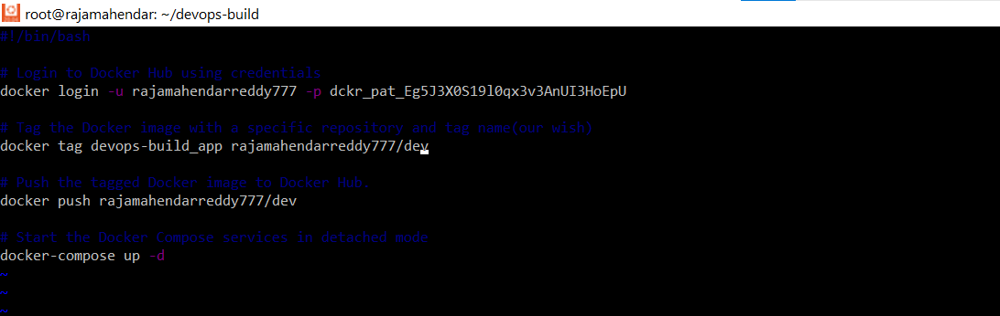 root@rajamahendar: ~/devops-build
#!/bin/bash
# Login to Docker Hub using credentials
docker login -u rajamahendarreddy777 -p dckr_pat_Eg5J3X0S19l0qx3v3AnUI3HoEpU
# Tag the Docker image with a specific repository and tag name(our wish)
docker tag devops-build_app rajamahendarreddy777/dev
# Push the tagged Docker image to Docker Hub.
docker push rajamahendarreddy777/dev
# Start the Docker Compose services in detached mode
docker-compose up -d
~
~
~